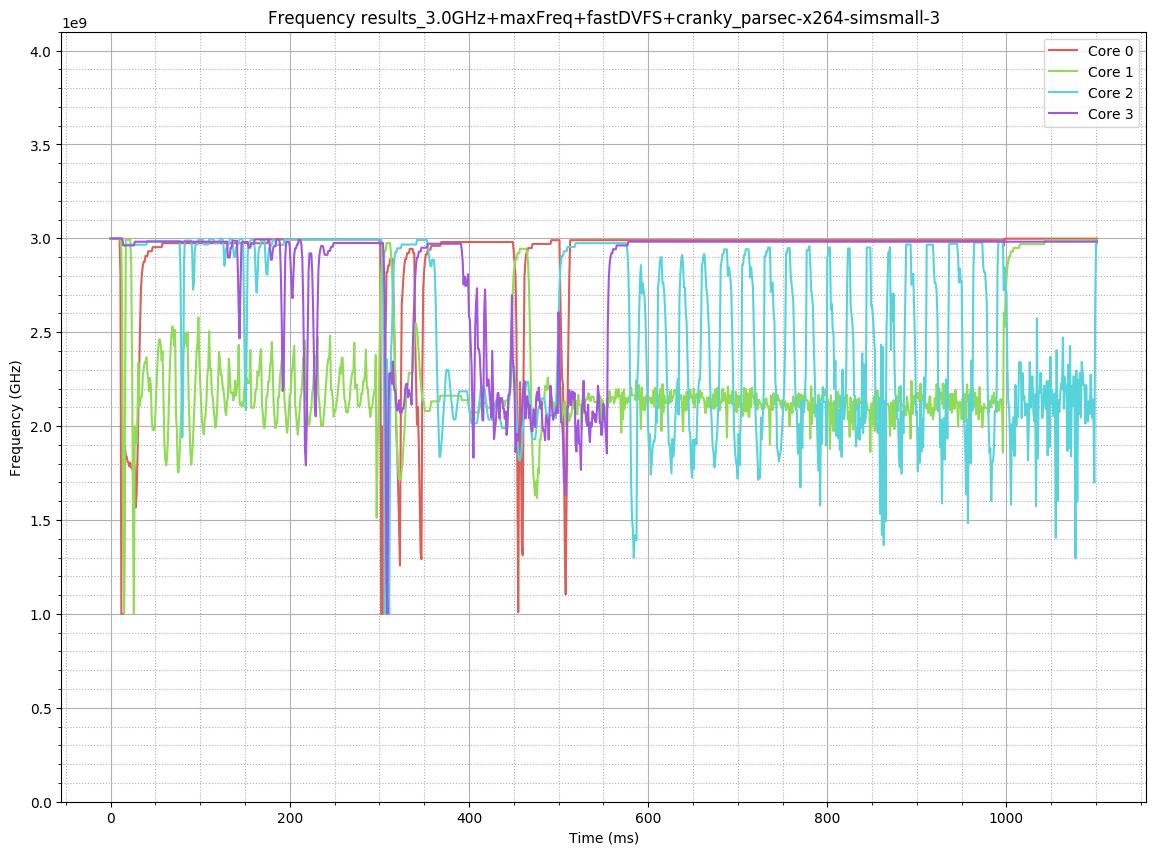 Frequency results_3.0GHz+maxFreq+fastDVFS+cranky_parsec-x264-simsmall-3
1e9
4.0
3.5
3.0
2.5
2.0
1.5
1.0
0.5
0.0
Frequency (GHz)
Core 0
Core 1
Core 2
Core 3
0 200 400 600 800 1000
Time (ms)